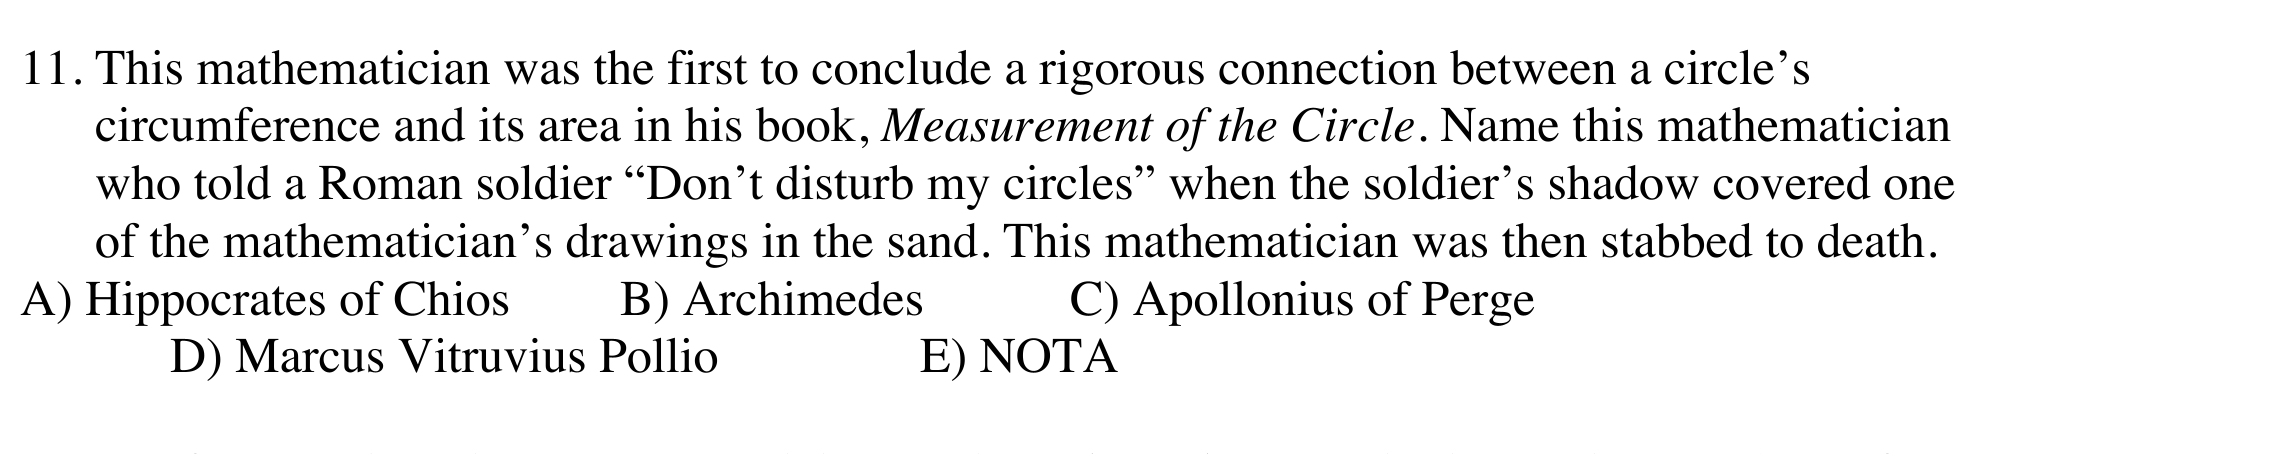 11. This mathematician was the first to conclude a rigorous connection between a circle’s
circumference and its area in his book, Measurement of the Circle. Name this mathematician
who told a Roman soldier “Don’t disturb my circles” when the soldier’s shadow covered one
of the mathematician’s drawings in the sand. This mathematician was then stabbed to death.
A) Hippocrates of Chios B) Archimedes C) Apollonius of Perge
D) Marcus Vitruvius Pollio E) NOTA